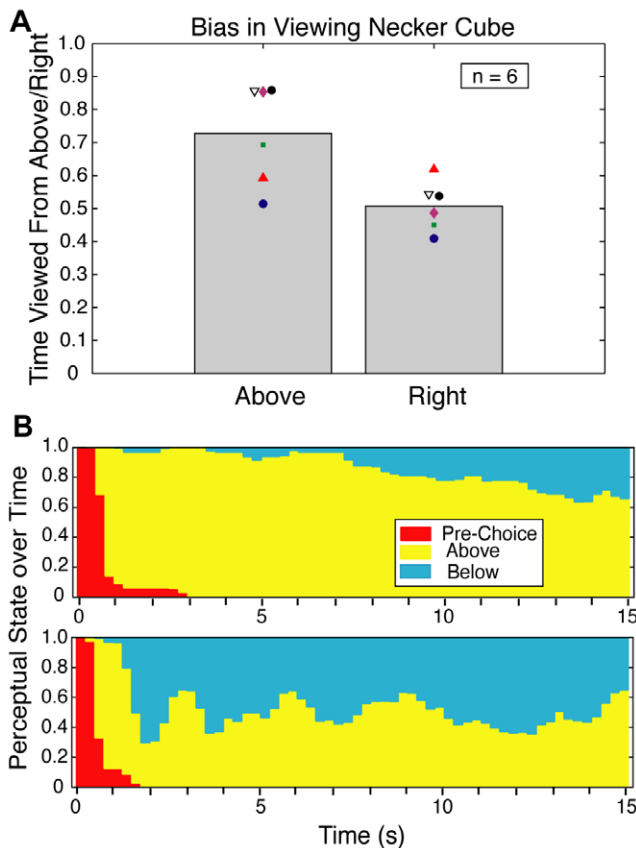 A
Bias in Viewing Necker Cube
Time Viewed From Above/Right
1.0
0.9
0.8
0.7
0.6
0.5
0.4
0.3
0.2
0.1
0
n = 6
Above
Right
B
Perceptual State over Time
1.0
0.8
0.6
0.4
0.2
0
Pre-Choice
Above
Below
0
5
10
15
1.0
0.8
0.6
0.4
0.2
0
0
5
10
15
Time (s)